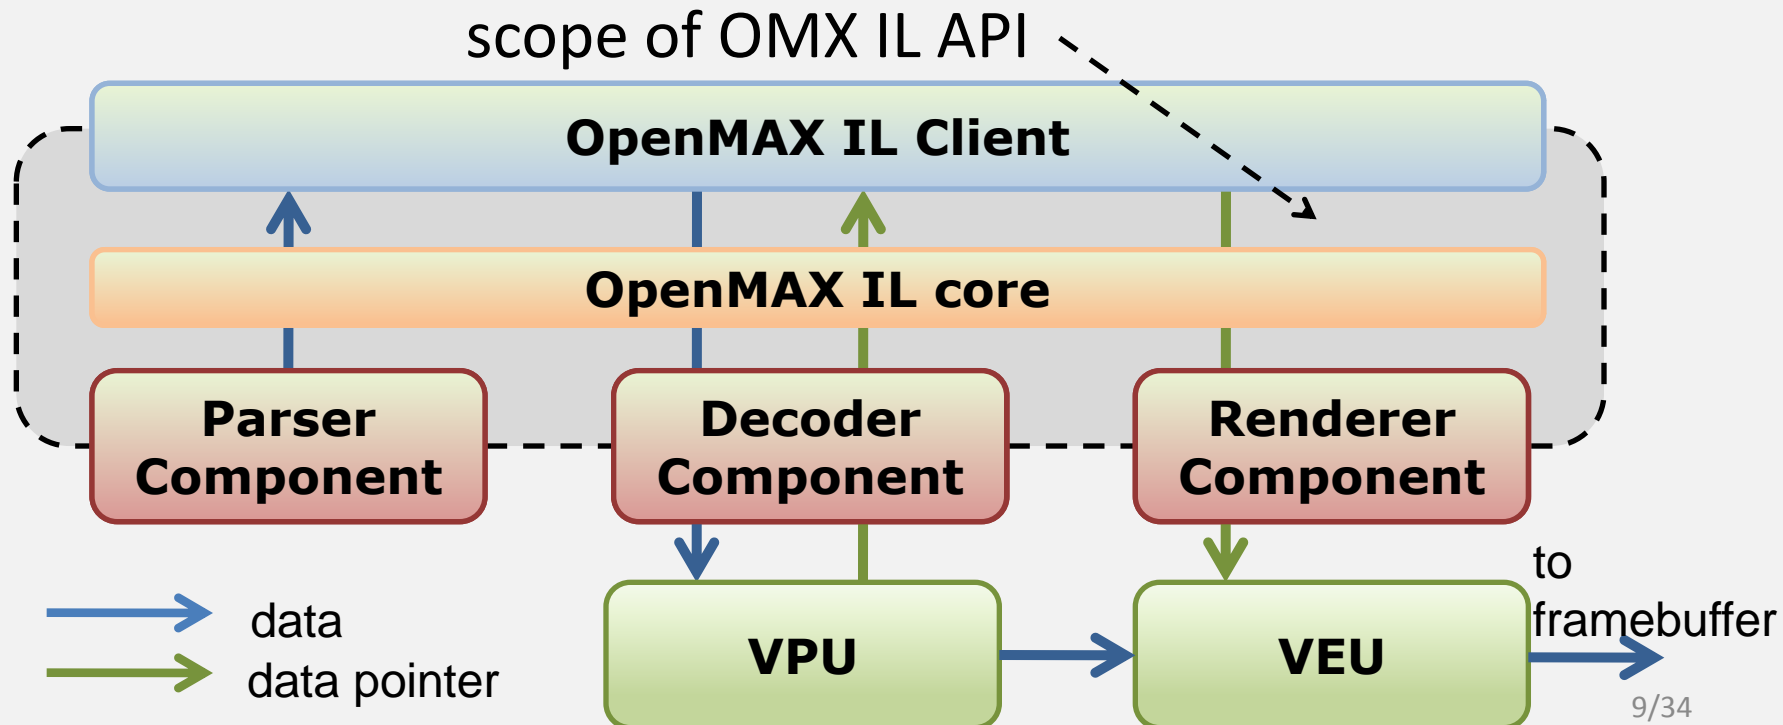 scope of OMX IL API
OpenMAX IL Client
OpenMAX IL core
Parser
Component
Decoder
Component
Renderer
Component
to
framebuffer
data
data pointer
VPU
VEU
9/34